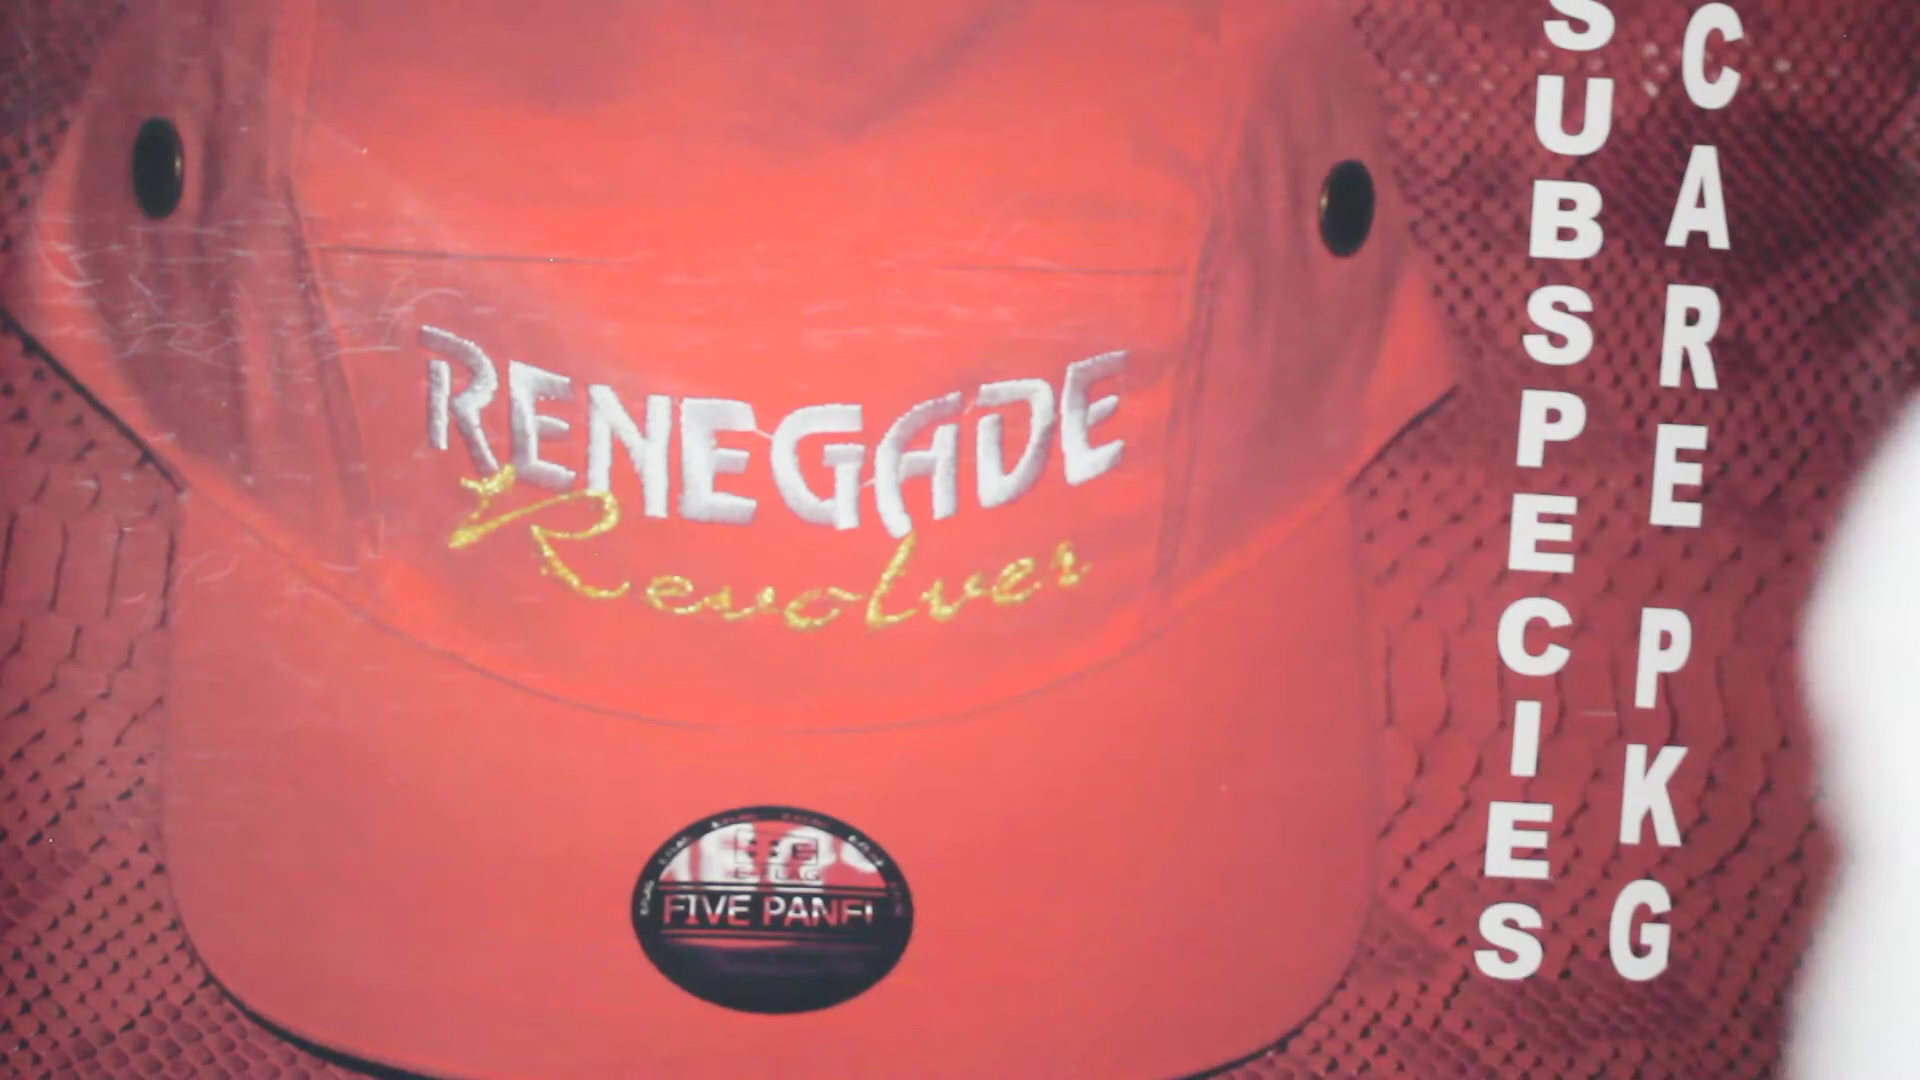 RENEGADE
Revolver
FIVE PANEL
SUBSPECIES
CARE PKG